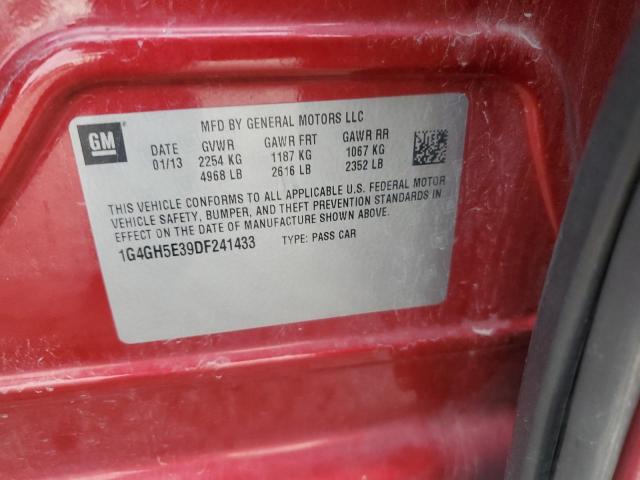 GM
MFD BY GENERAL MOTORS LLC
DATE GVWR GAWR FRT GAWR RR
01/13 2254 KG 1187 KG 1067 KG
4968 LB 2616 LB 2352 LB
THIS VEHICLE CONFORMS TO ALL APPLICABLE U.S. FEDERAL MOTOR
VEHICLE SAFETY, BUMPER, AND THEFT PREVENTION STANDARDS IN
EFFECT ON THE DATE OF MANUFACTURE SHOWN ABOVE.
1G4GH5E39DF241433 TYPE: PASS CAR